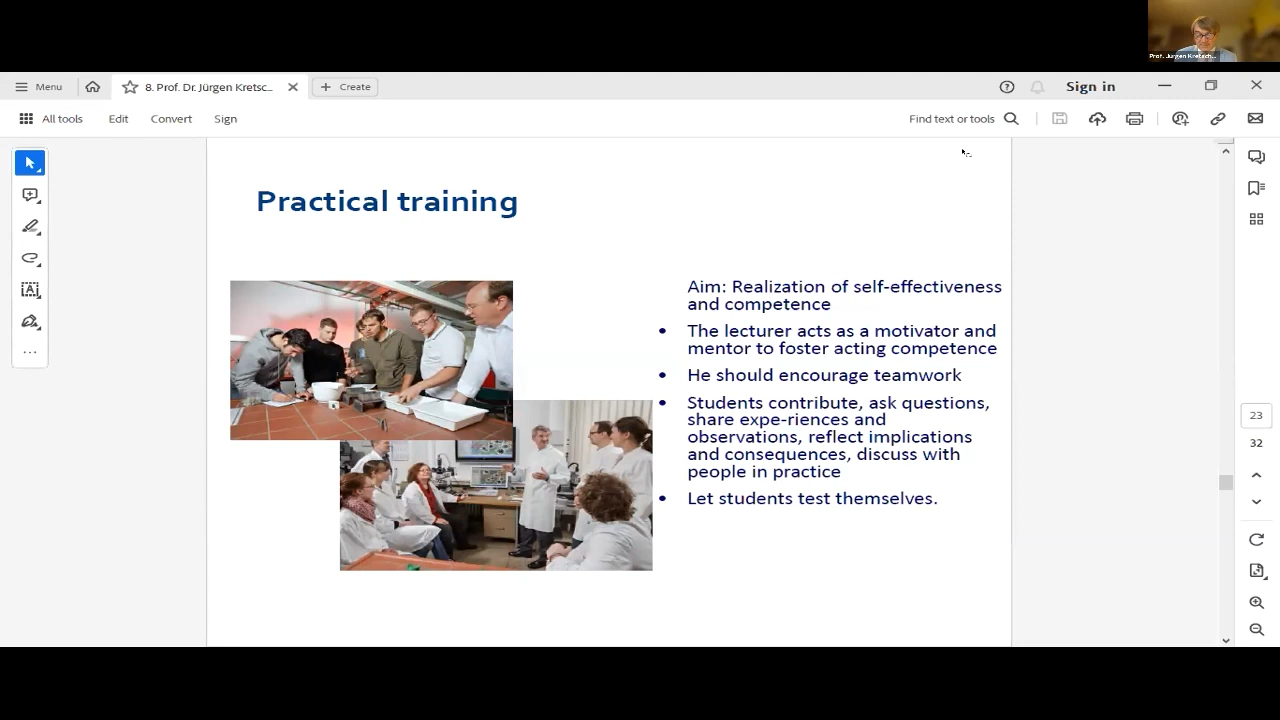 Prof. Jürgen Kretsch...
Menu
8. Prof. Dr. Jürgen Kretsc...
Create
Sign in
All tools
Edit
Convert
Sign
Find text or tools
Practical training
Aim: Realization of self-effectiveness
and competence
• The lecturer acts as a motivator and
mentor to foster acting competence
• He should encourage teamwork
• Students contribute, ask questions,
share expe-riences and
observations, reflect implications
and consequences, discuss with
people in practice
• Let students test themselves.
23
32